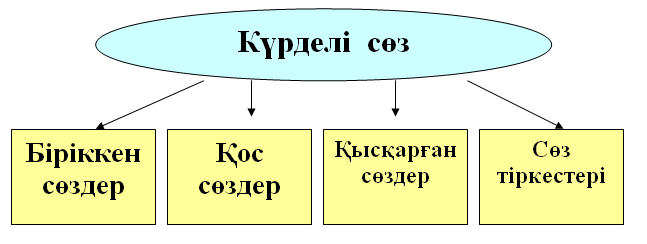 Күрделі сөз
Біріккен
сөздер
Қос
сөздер
Қысқарған
сөздер
Сөз
тіркестері